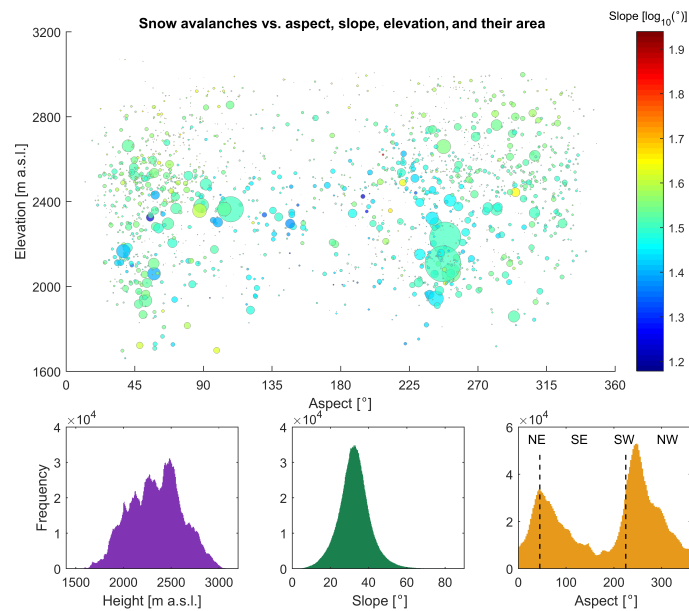 Snow avalanches vs. aspect, slope, elevation, and their area
Slope [log10(°)]
Elevation [m a.s.l.]
3200
2800
2400
2000
1600
0 45 90 135 180 225 270 315 360
Aspect [°]
1.9
1.8
1.7
1.6
1.5
1.4
1.3
1.2
×10^4
Frequency
4
3
2
1
0
1500 2000 2500 3000
Height [m a.s.l.]
×10^4
4
3
2
1
0
0 20 40 60 80
Slope [°]
×10^4
NE SE SW NW
6
4
2
0
0 100 200 300
Aspect [°]